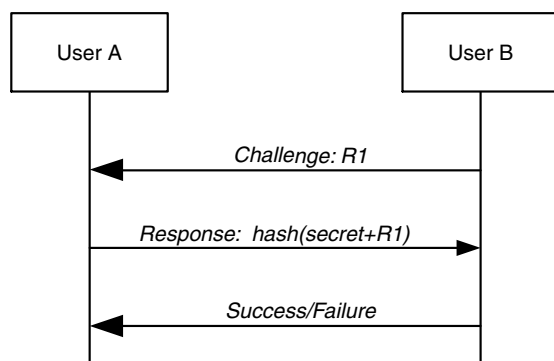 User A
User B
Challenge: R1
Response: hash(secret+R1)
Success/Failure